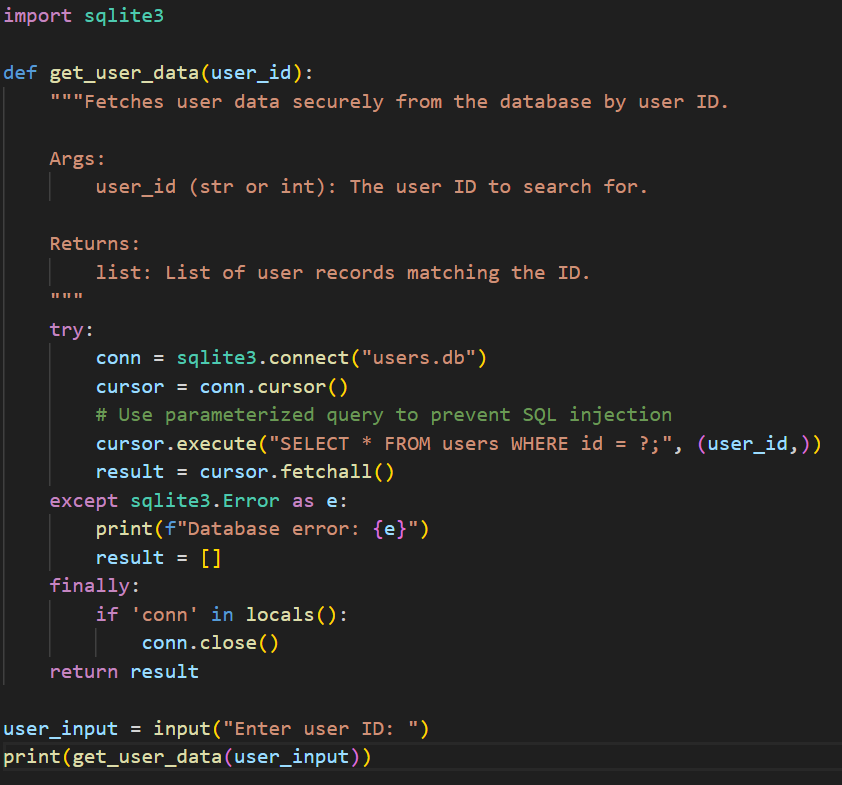 import sqlite3

def get_user_data(user_id):
    """Fetches user data securely from the database by user ID.

    Args:
        user_id (str or int): The user ID to search for.

    Returns:
        list: List of user records matching the ID.
    """
    try:
        conn = sqlite3.connect("users.db")
        cursor = conn.cursor()
        # Use parameterized query to prevent SQL injection
        cursor.execute("SELECT * FROM users WHERE id = ?;", (user_id,))
        result = cursor.fetchall()
    except sqlite3.Error as e:
        print(f"Database error: {e}")
        result = []
    finally:
        if 'conn' in locals():
            conn.close()
    return result

user_input = input("Enter user ID: ")
print(get_user_data(user_input))